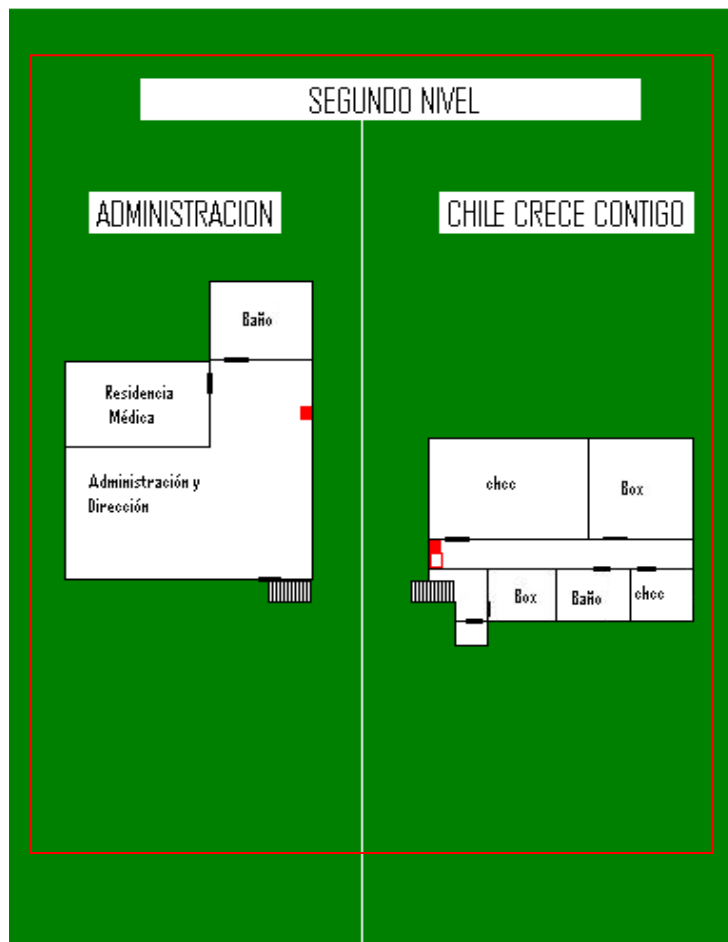 SEGUNDO NIVEL
ADMINISTRACION
CHILE CRECE CONTIGO
Baño
Residencia
Médica
Administración y
Dirección
chcc
Box
Box
Baño
chcc